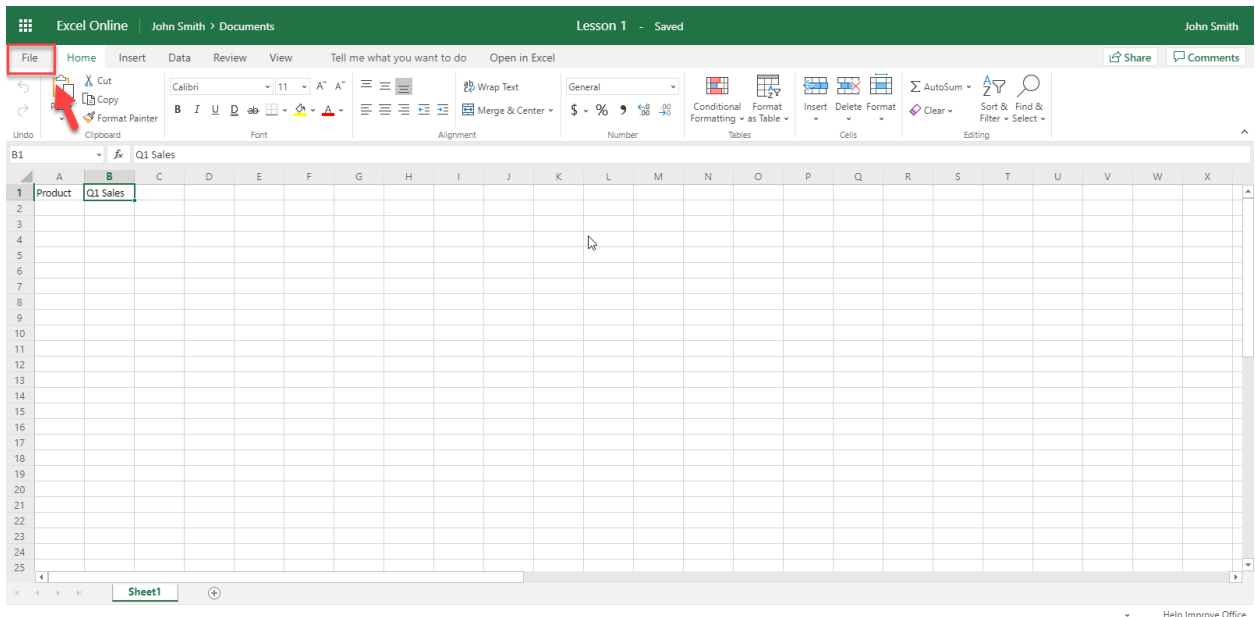 Excel Online John Smith > Documents Lesson 1 - Saved John Smith
File Home Insert Data Review View Tell me what you want to do Open in Excel Share Comments
Cut
Copy
Format Painter
Calibri 11
B I U D ab A
Wrap Text
Merge & Center
General
$ % 9 .00 .00
Conditional Formatting Format as Table
Insert Delete Format
AutoSum
Clear
Sort & Filter Find & Select
Undo Clipboard Font Alignment Number Tables Cells Editing
B1 fx Q1 Sales
A B C D E F G H I J K L M N O P Q R S T U V W X
1 Product Q1 Sales
2
3
4
5
6
7
8
9
10
11
12
13
14
15
16
17
18
19
20
21
22
23
24
25
Sheet1
Help Improve Office